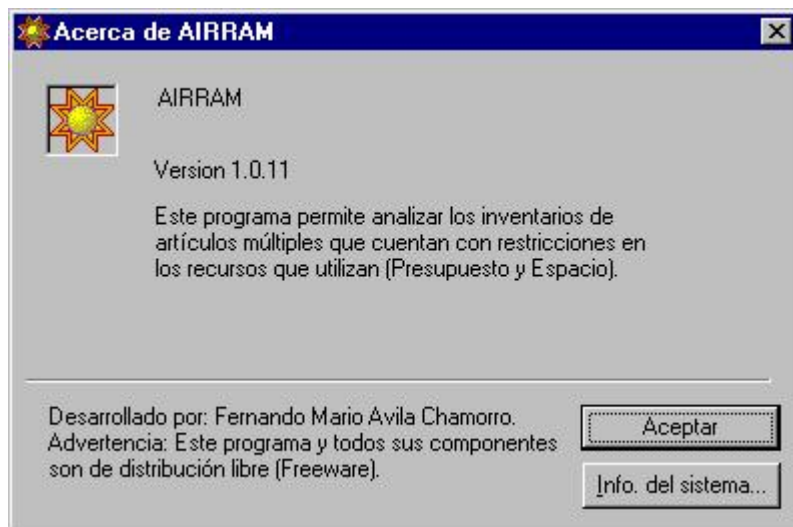 Acerca de AIRRAM
AIRRAM
Version 1.0.11
Este programa permite analizar los inventarios de
artículos múltiples que cuentan con restricciones en
los recursos que utilizan (Presupuesto y Espacio).
Desarrollado por: Fernando Mario Avila Chamorro.
Advertencia: Este programa y todos sus componentes
son de distribución libre (Freeware).
Aceptar
Info. del sistema...